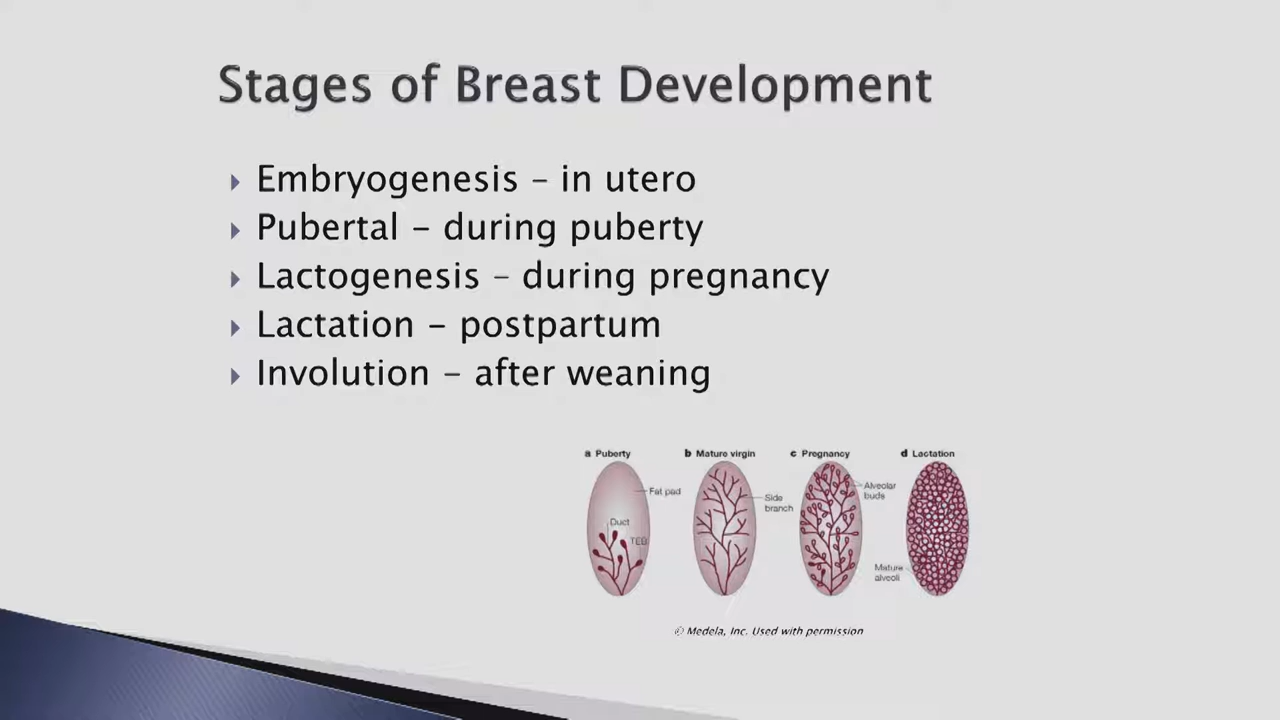 Stages of Breast Development
Embryogenesis – in utero
Pubertal – during puberty
Lactogenesis – during pregnancy
Lactation – postpartum
Involution – after weaning
a Puberty
b Mature virgin
c Pregnancy
d Lactation
Fat pad
Duct
TEB
Side
branch
Alveolar
buds
Mature
alveoli
© Medela, Inc. Used with permission